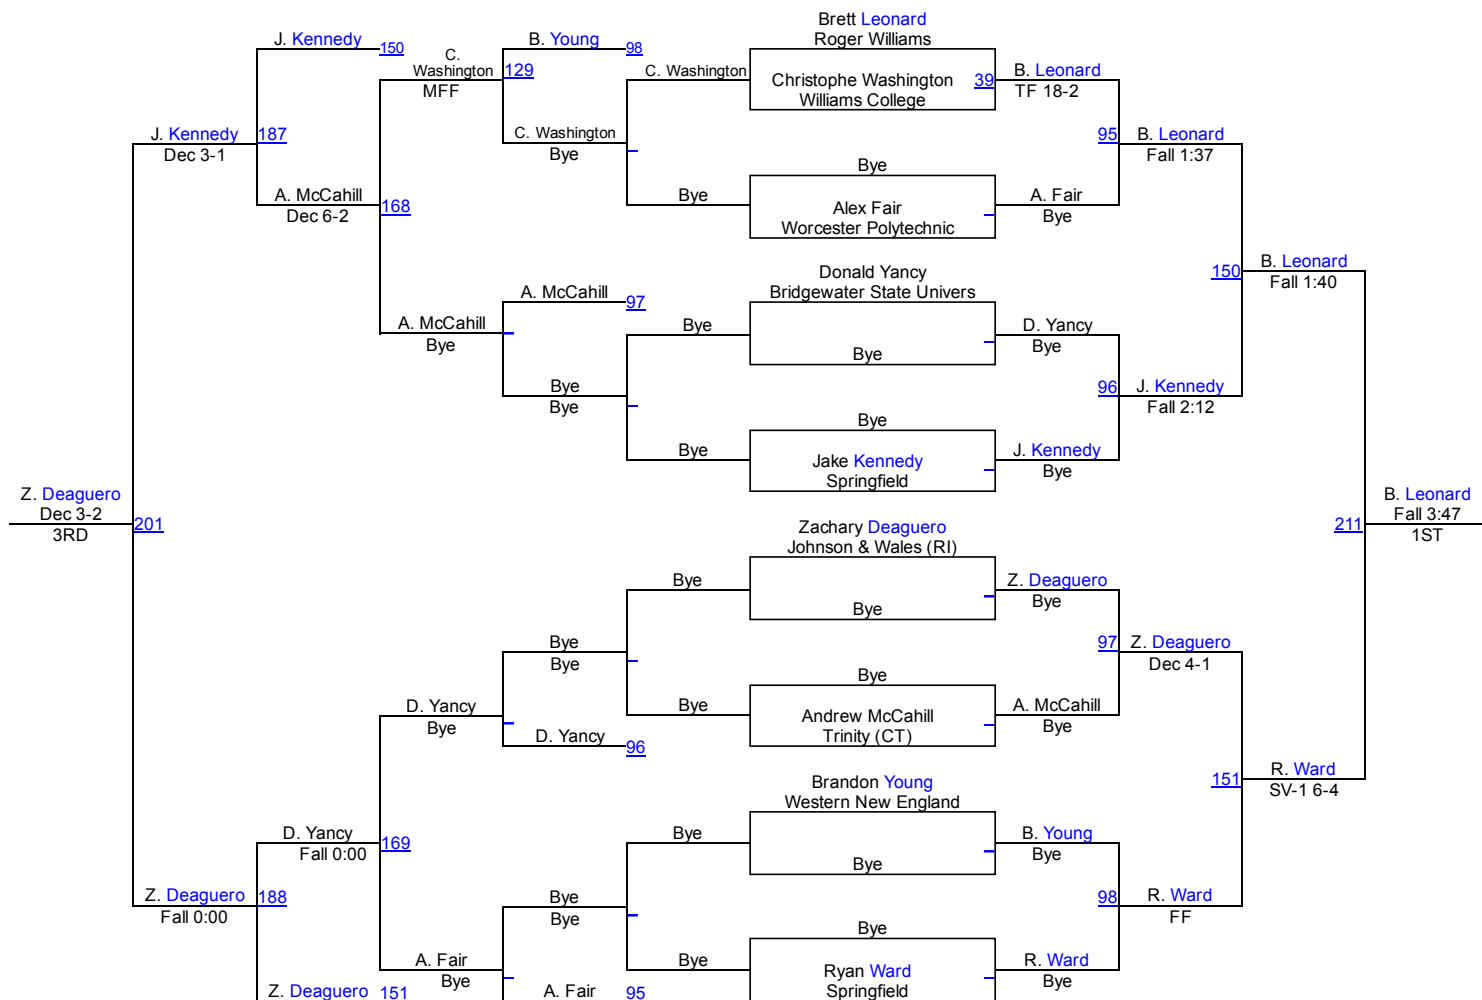 Brett Leonard
Roger Williams
J. Kennedy
150
C.
Washington
MFF
B. Young
98
129
C. Washington
Christophe Washington
Williams College
39
B. Leonard
TF 18-2
J. Kennedy
Dec 3-1
187
C. Washington
Bye
95
B. Leonard
Fall 1:37
Bye
A. McCahill
Dec 6-2
168
Bye
Alex Fair
Worcester Polytechnic
A. Fair
Bye
Donald Yancy
Bridgewater State Univers
150
B. Leonard
Fall 1:40
A. McCahill
97
A. McCahill
Bye
Bye
Bye
D. Yancy
Bye
Bye
Bye
96
J. Kennedy
Fall 2:12
Bye
Bye
Jake Kennedy
Springfield
J. Kennedy
Bye
Z. Deaguero
Dec 3-2
3RD
201
211
B. Leonard
Fall 3:47
1ST
Zachary Deaguero
Johnson & Wales (RI)
Bye
Bye
Z. Deaguero
Bye
Bye
Bye
97
Z. Deaguero
Dec 4-1
Bye
D. Yancy
Bye
Bye
Andrew McCahill
Trinity (CT)
A. McCahill
Bye
D. Yancy
96
151
R. Ward
SV-1 6-4
Brandon Young
Western New England
D. Yancy
Fall 0:00
169
Bye
Bye
B. Young
Bye
Z. Deaguero
Fall 0:00
188
Bye
Bye
98
R. Ward
FF
Bye
A. Fair
Bye
Bye
Ryan Ward
Springfield
R. Ward
Bye
Z. Deaguero
151
A. Fair
95